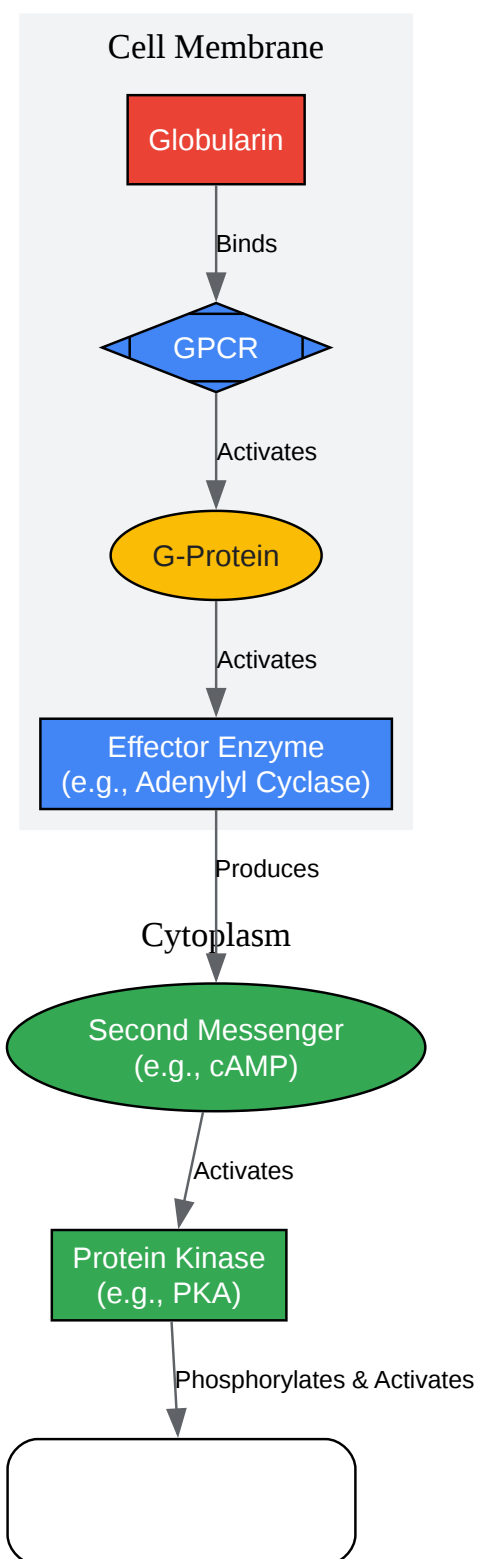 Cell Membrane
Globularin
Binds
GPCR
Activates
G-Protein
Activates
Effector Enzyme
(e.g., Adenylyl Cyclase)
Produces
Cytoplasm
Second Messenger
(e.g., cAMP)
Activates
Protein Kinase
(e.g., PKA)
Phosphorylates & Activates